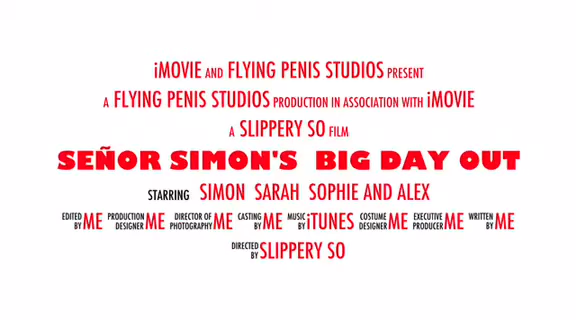 iMOVIE AND FLYING PENIS STUDIOS PRESENT
A FLYING PENIS STUDIOS PRODUCTION IN ASSOCIATION WITH iMOVIE
A SLIPPERY SO FILM
SEÑOR SIMON'S BIG DAY OUT
STARRING SIMON SARAH SOPHIE AND ALEX
EDITED BY ME PRODUCTION DESIGNER ME DIRECTOR OF PHOTOGRAPHY ME CASTING BY ME MUSIC BY iTUNES COSTUME DESIGNER ME EXECUTIVE PRODUCER ME WRITTEN BY ME
DIRECTED BY SLIPPERY SO